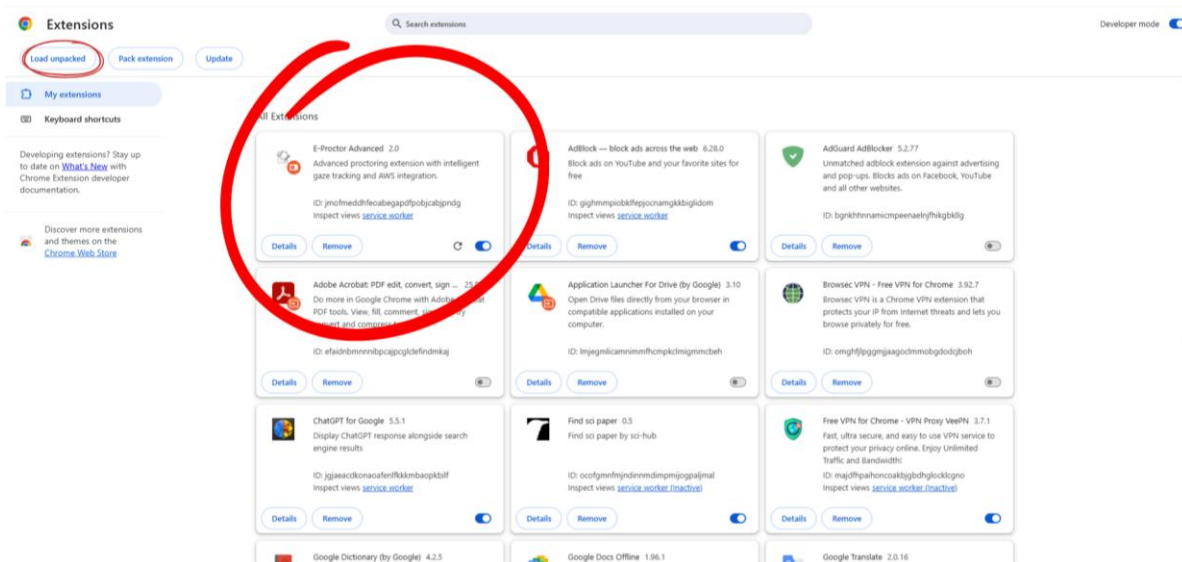 Extensions
Search extensions
Developer mode
Load unpacked
Pack extension
Update
My extensions
Keyboard shortcuts
Developing extensions? Stay up
to date on What's New with
Chrome Extension developer
documentation.
Discover more extensions
and themes on the
Chrome Web Store
All Extensions
E-Proctor Advanced 2.0
Advanced proctoring extension with intelligent
gaze tracking and AWS integration.
ID: jmofmeddhfeoabegapdfpobjcabjpndg
Inspect views service worker
Details
Remove
AdBlock — block ads across the web 6.28.0
Block ads on YouTube and your favorite sites for
free
ID: gighmmpiobklfepjocnamgkkbiglidom
Inspect views service worker
Details
Remove
AdGuard AdBlocker 5.2.77
Unmatched adblock extension against advertising
and pop-ups. Blocks ads on Facebook, YouTube
and all other websites.
ID: bgnkhhnnamicmpeenaelnjfhikgbkllg
Details
Remove
Adobe Acrobat: PDF edit, convert, sign ...
Do more in Google Chrome with Adobe
PDF tools. View, fill, comment,
convert and compress
ID: efaidnbmnnnibpcajpcglclefindmkaj
Details
Remove
Application Launcher For Drive (by Google) 3.10
Open Drive files directly from your browser in
compatible applications installed on your
computer.
ID: lmjegmlicamnimmfhcmpkclmigmmcbeh
Details
Remove
Browsec VPN - Free VPN for Chrome 3.92.7
Browsec VPN is a Chrome VPN extension that
protects your IP from Internet threats and lets you
browse privately for free.
ID: omghfjlpggmjjaagoclmmobgdodcjboh
Details
Remove
ChatGPT for Google 5.5.1
Display ChatGPT response alongside search
engine results
ID: jgjaeacdkonaoafenlfkkkmbaopkbilf
Inspect views service worker
Details
Remove
Find sci paper 0.5
Find sci paper by sci-hub
ID: ocofgmnfmjndinnmdimpmijogpaljmal
Inspect views service worker (Inactive)
Details
Remove
Free VPN for Chrome - VPN Proxy VeePN 3.7.1
Fast, ultra secure, and easy to use VPN service to
protect your privacy online. Enjoy Unlimited
Traffic and Bandwidth!
ID: majdfhpaihoncoakbjgbdhglocklcgno
Inspect views service worker (Inactive)
Details
Remove
Google Dictionary (by Google) 4.2.5
Google Docs Offline 1.96.1
Google Translate 2.0.16